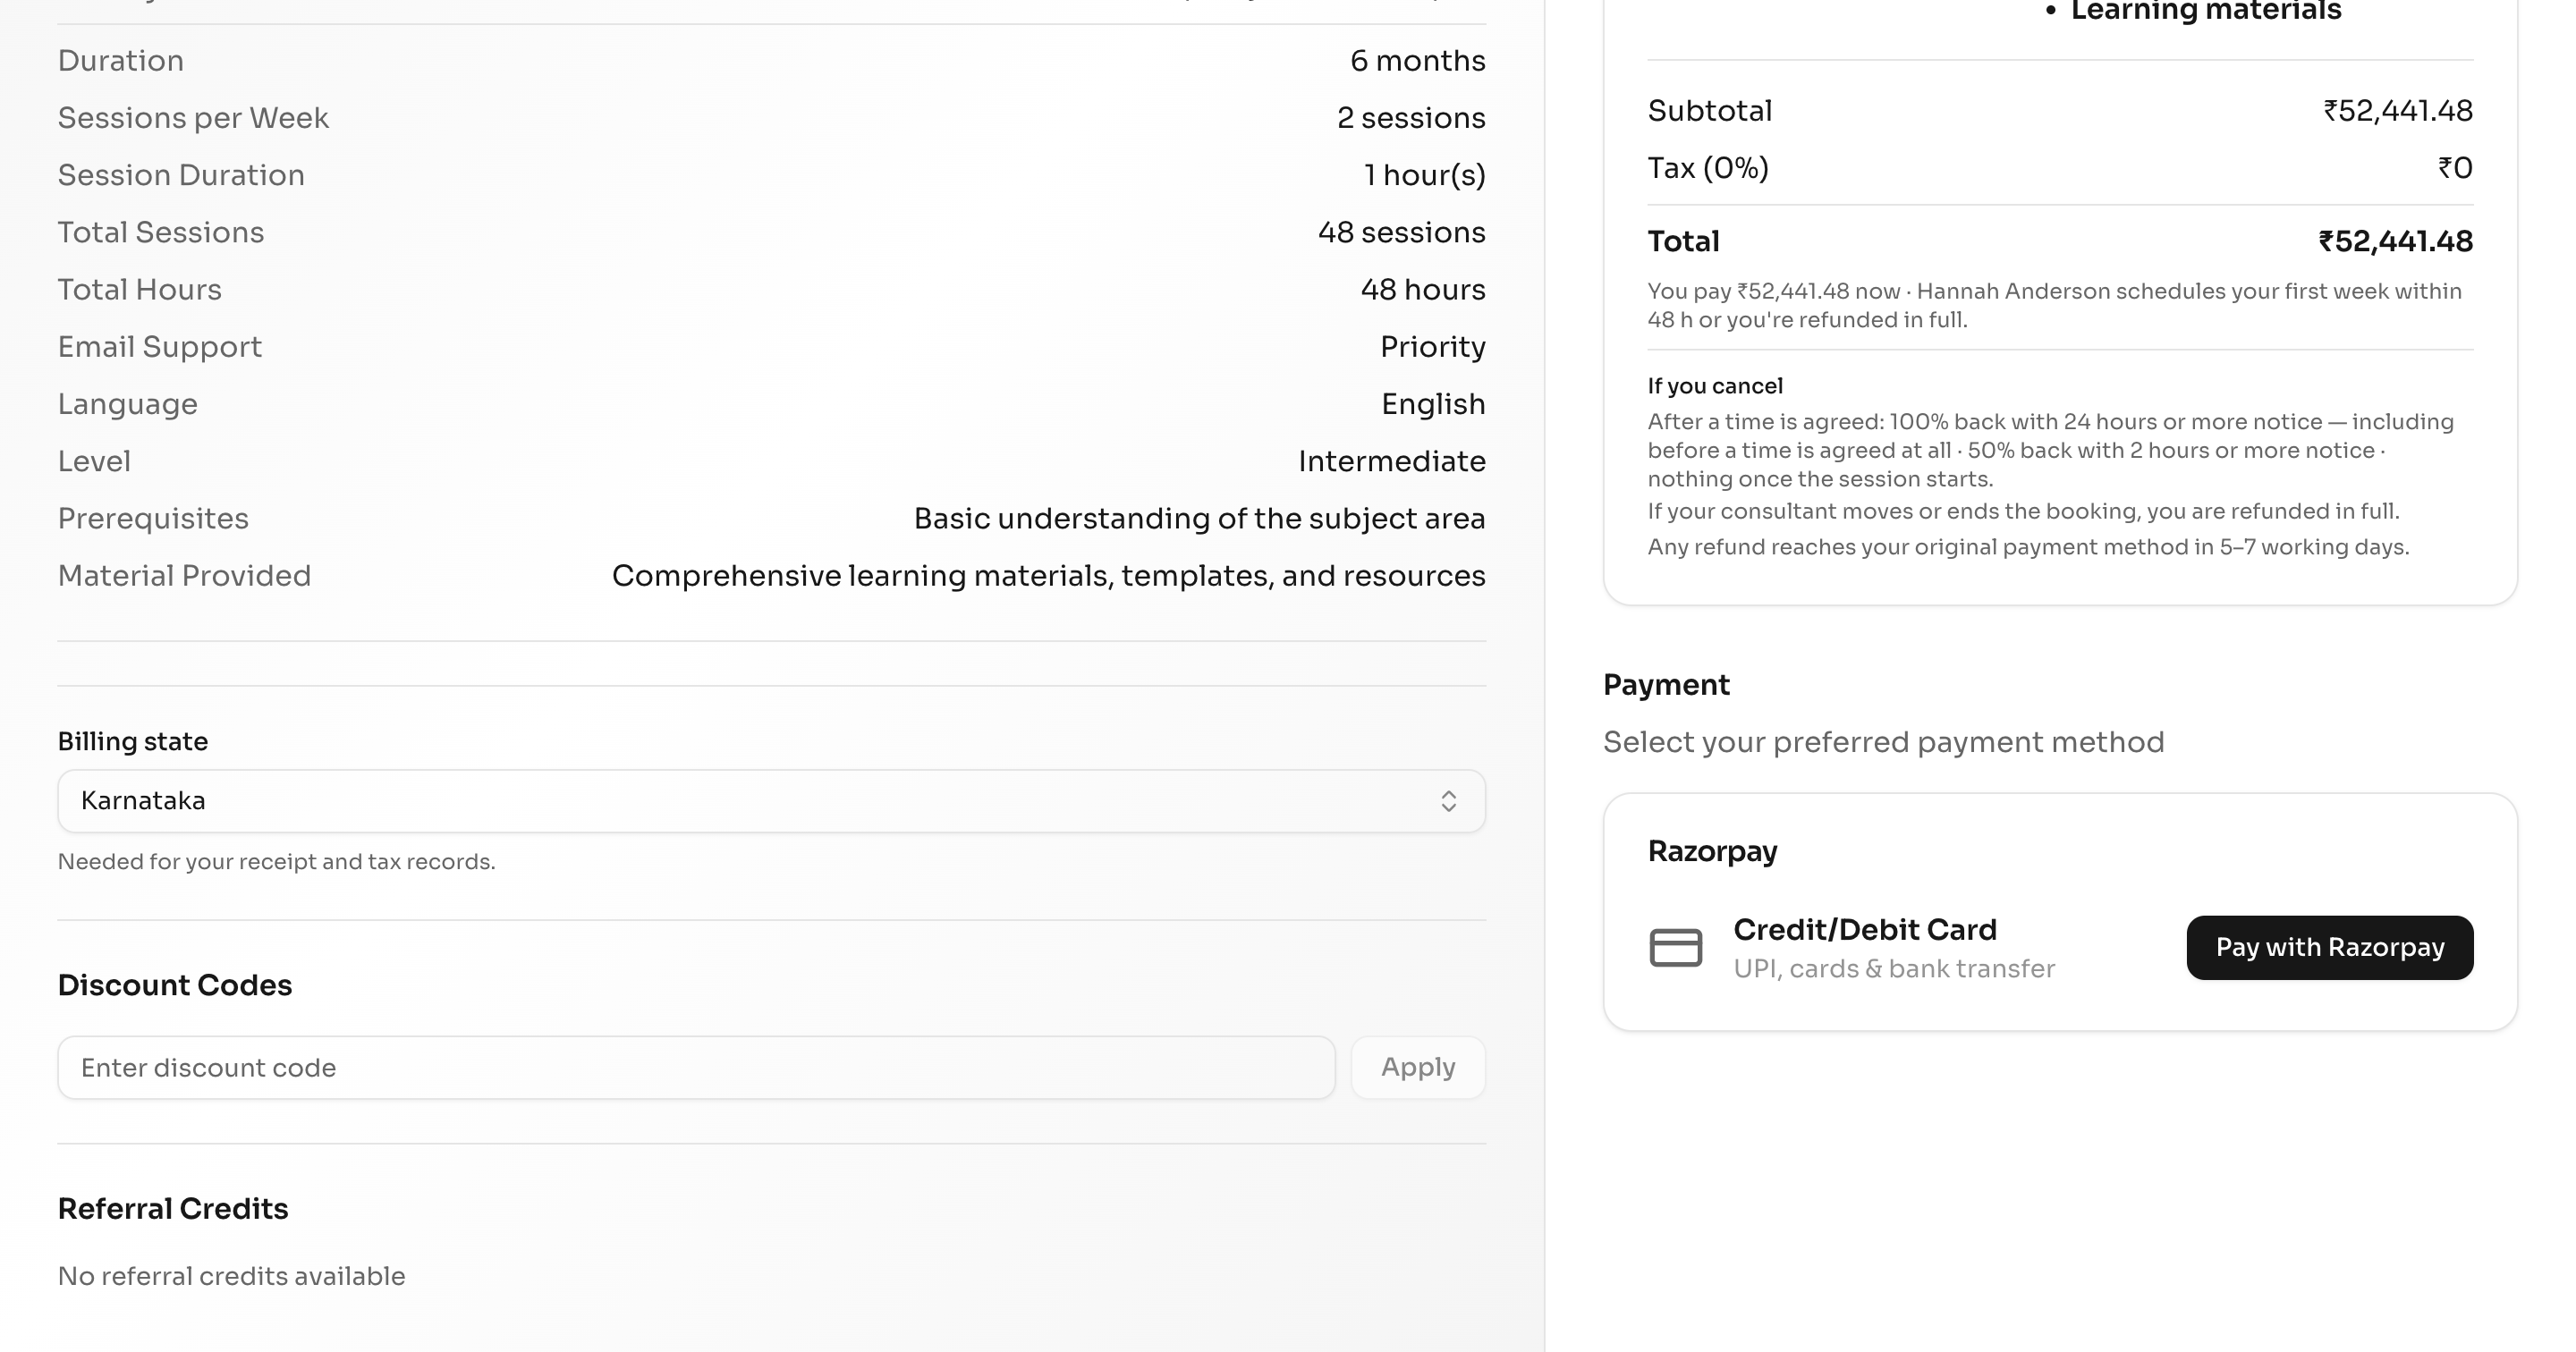 Duration 6 months
Sessions per Week 2 sessions
Session Duration 1 hour(s)
Total Sessions 48 sessions
Total Hours 48 hours
Email Support Priority
Language English
Level Intermediate
Prerequisites Basic understanding of the subject area
Material Provided Comprehensive learning materials, templates, and resources
Billing state
Karnataka
Needed for your receipt and tax records.
Discount Codes
Enter discount code Apply
Referral Credits
No referral credits available
• Learning materials
Subtotal ₹52,441.48
Tax (0%) ₹0
Total ₹52,441.48
You pay ₹52,441.48 now · Hannah Anderson schedules your first week within
48 h or you're refunded in full.
If you cancel
After a time is agreed: 100% back with 24 hours or more notice — including
before a time is agreed at all · 50% back with 2 hours or more notice ·
nothing once the session starts.
If your consultant moves or ends the booking, you are refunded in full.
Any refund reaches your original payment method in 5–7 working days.
Payment
Select your preferred payment method
Razorpay
Credit/Debit Card
UPI, cards & bank transfer
Pay with Razorpay